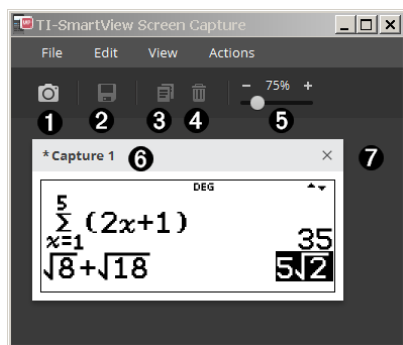 TI-SmartView Screen Capture
File Edit View Actions
− 75% +
1 2 3 4 5
*Capture 1 6 × 7
DEG
5
∑ (2x+1)
x=1 35
√8+√18 5√2